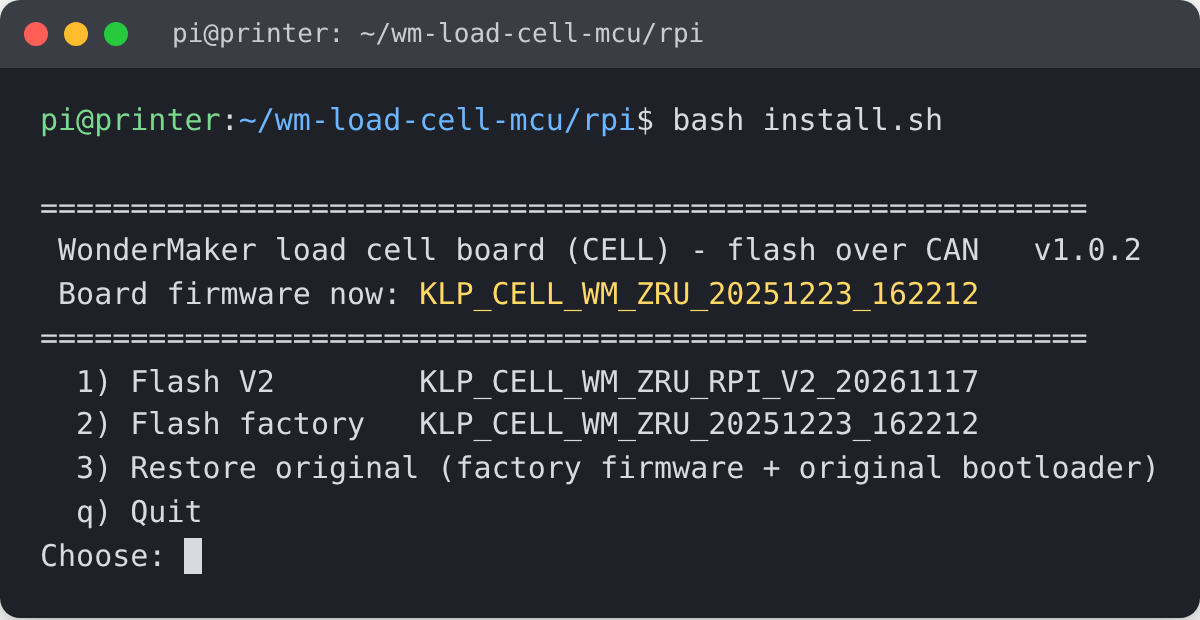 pi@printer: ~/wm-load-cell-mcu/rpi
pi@printer:~/wm-load-cell-mcu/rpi$ bash install.sh
==========================================================
WonderMaker load cell board (CELL) - flash over CAN   v1.0.2
Board firmware now: KLP_CELL_WM_ZRU_20251223_162212
==========================================================
1) Flash V2        KLP_CELL_WM_ZRU_RPI_V2_20261117
2) Flash factory   KLP_CELL_WM_ZRU_20251223_162212
3) Restore original (factory firmware + original bootloader)
q) Quit
Choose: